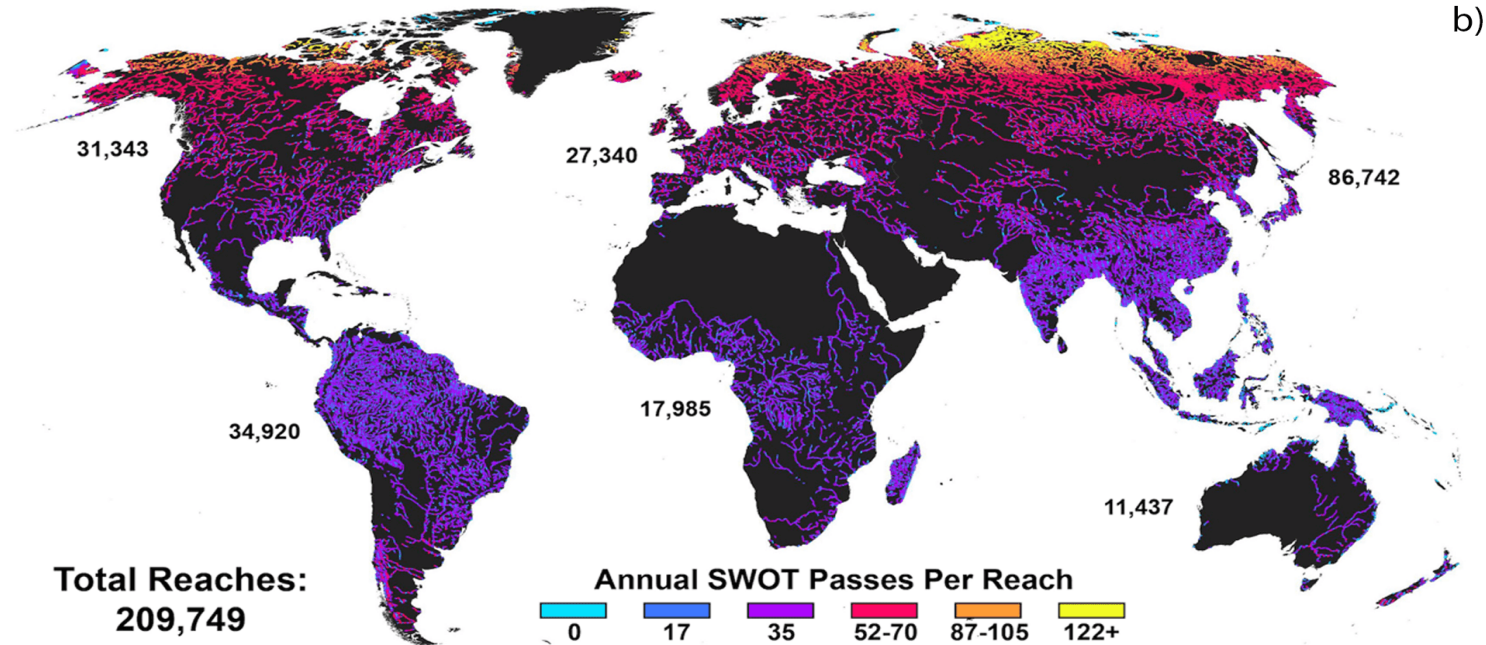 b)
31,343
27,340
86,742
34,920
17,985
11,437
Total Reaches:
209,749
Annual SWOT Passes Per Reach
0 17 35 52-70 87-105 122+